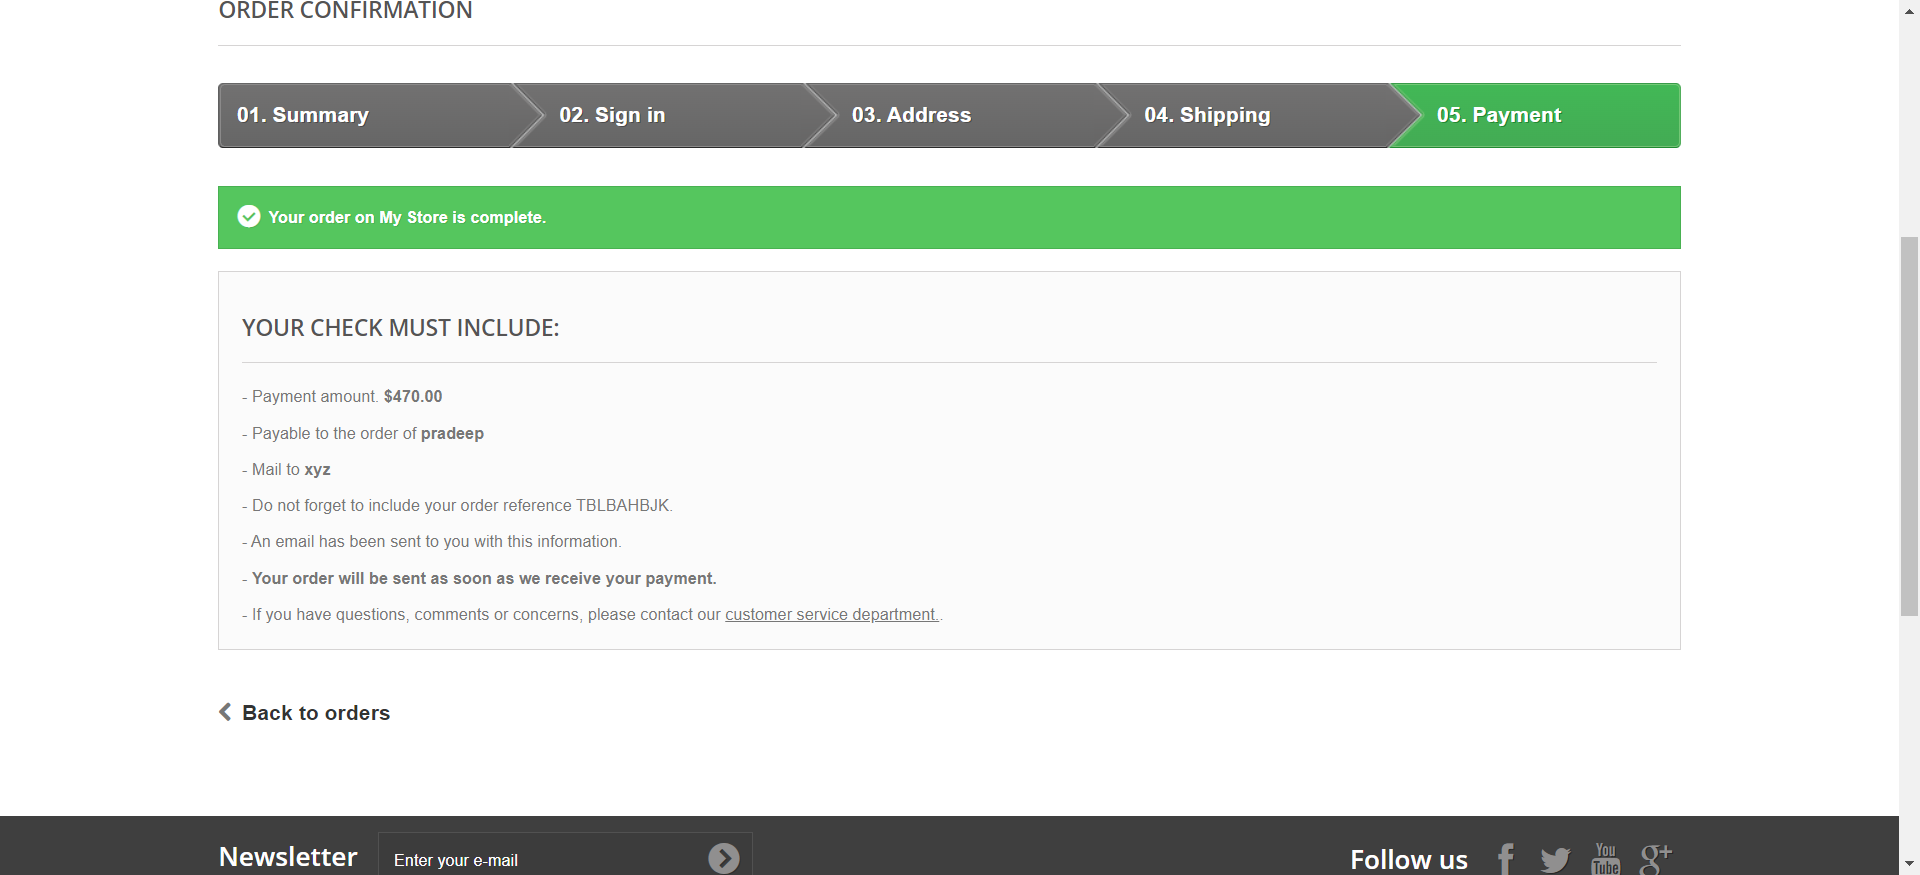 ORDER CONFIRMATION
01. Summary
02. Sign in
03. Address
04. Shipping
05. Payment
Your order on My Store is complete.
YOUR CHECK MUST INCLUDE:
- Payment amount. $470.00
- Payable to the order of pradeep
- Mail to xyz
- Do not forget to include your order reference TBLBAHBJK.
- An email has been sent to you with this information.
- Your order will be sent as soon as we receive your payment.
- If you have questions, comments or concerns, please contact our customer service department..
Back to orders
Newsletter
Enter your e-mail
Follow us
You
Tube
g+